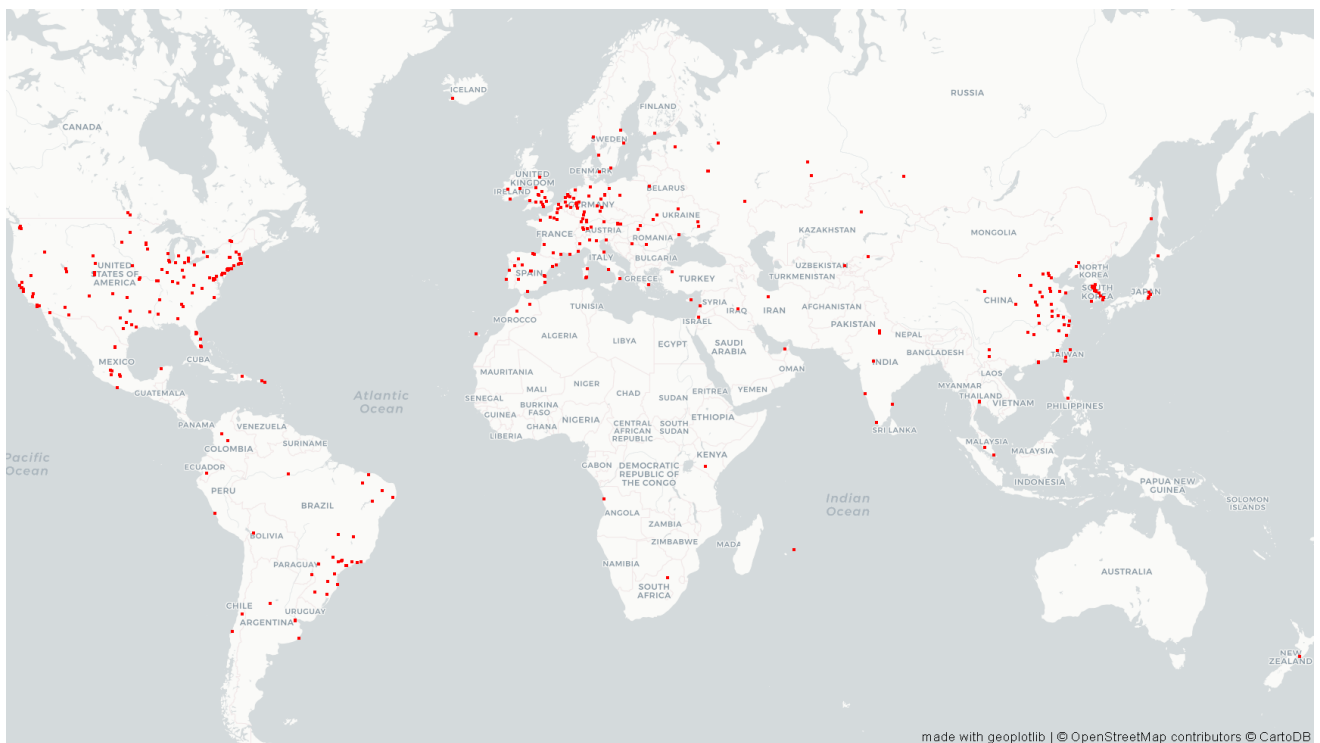 ICELAND
RUSSIA
FINLAND
CANADA
SWEDEN
DENMARK
UNITED
KINGDOM
IRELAND
BELARUS
GERMANY
UKRAINE
FRANCE
AUSTRIA
ROMANIA
KAZAKHSTAN
MONGOLIA
ITALY
BULGARIA
UZBEKISTAN
UNITED
STATES OF
AMERICA
SPAIN
GREECE
TURKEY
TURKMENISTAN
NORTH
KOREA
SOUTH
KOREA
JAPAN
CHINA
TUNISIA
SYRIA
IRAQ
IRAN
AFGHANISTAN
MOROCCO
ISRAEL
PAKISTAN
ALGERIA
LIBYA
EGYPT
SAUDI
ARABIA
NEPAL
BANGLADESH
TAIWAN
MEXICO
CUBA
MAURITANIA
OMAN
INDIA
LAOS
MYANMAR
GUATEMALA
Atlantic
Ocean
MALI
NIGER
CHAD
SUDAN
ERITREA
YEMEN
SENEGAL
BURKINA
FASO
THAILAND
VIETNAM
PHILIPPINES
GUINEA
GHANA
NIGERIA
ETHIOPIA
PANAMA
VENEZUELA
LIBERIA
CENTRAL
AFRICAN
REPUBLIC
SOUTH
SUDAN
SRI LANKA
COLOMBIA
SURINAME
MALAYSIA
MALAYSIA
Pacific
Ocean
ECUADOR
GABON
DEMOCRATIC
REPUBLIC OF
THE CONGO
KENYA
INDONESIA
PAPUA NEW
GUINEA
PERU
BRAZIL
Indian
Ocean
SOLOMON
ISLANDS
ANGOLA
ZAMBIA
BOLIVIA
ZIMBABWE
MADA
PARAGUAY
NAMIBIA
AUSTRALIA
SOUTH
AFRICA
CHILE
URUGUAY
ARGENTINA
NEW
ZEALAND
made with geoplotlib | © OpenStreetMap contributors © CartoDB